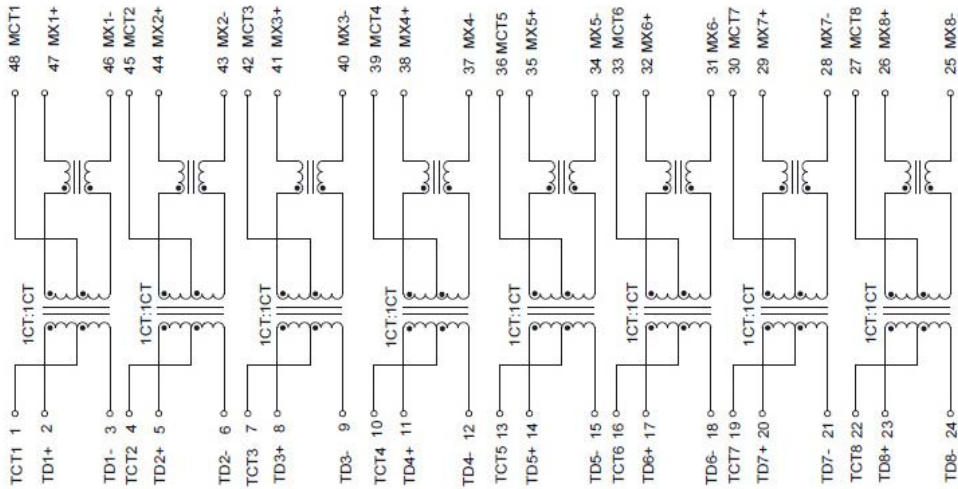 48 MCT1
47 MX1+
46 MX1-
45 MCT2
44 MX2+
43 MX2-
42 MCT3
41 MX3+
40 MX3-
39 MCT4
38 MX4+
37 MX4-
36 MCT5
35 MX5+
34 MX5-
33 MCT6
32 MX6+
31 MX6-
30 MCT7
29 MX7+
28 MX7-
27 MCT8
26 MX8+
25 MX8-
1CT:1CT
1CT:1CT
1CT:1CT
1CT:1CT
1CT:1CT
1CT:1CT
1CT:1CT
1CT:1CT
TCT1 1
TD1+ 2
TD1- 3
TCT2 4
TD2+ 5
TD2- 6
TCT3 7
TD3+ 8
TD3- 9
TCT4 10
TD4+ 11
TD4- 12
TCT5 13
TD5+ 14
TD5- 15
TCT6 16
TD6+ 17
TD6- 18
TCT7 19
TD7+ 20
TD7- 21
TCT8 22
TD8+ 23
TD8- 24